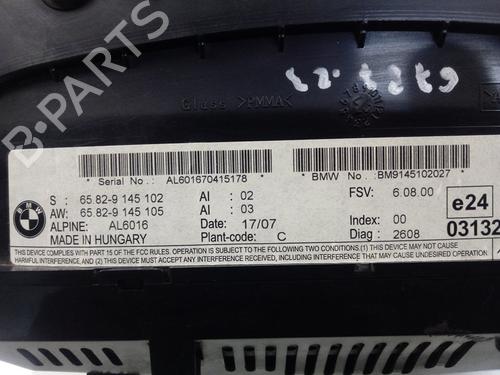 B-PARTS
Glass >PMMA<
* Serial No.: AL601670415178 * * BMW BM9145102027 *
BMW
S : 65.82-9 145 102 AI : 02 FSV: 6.08.00 e24
AW: 65.82-9 145 105 AI : 03
ALPINE: AL6016 Date : 17/07 Index: 00 03132
MADE IN HUNGARY Plant-code: C Diag : 2608
THIS DEVICE COMPLIES WITH PART 15 OF THE FCC RULES. OPERATION IS SUBJECT TO THE FOLLOWING TWO CONDITIONS: (1) THIS DEVICE MAY NOT CAUSE
HARMFUL INTERFERENCE, AND (2) THIS DEVICE MUST ACCEPT ANY INTERFERENCE RECEIVED, INCLUDING INTERFERENCE THAT MAY CAUSE UNDESIRED OPERATION